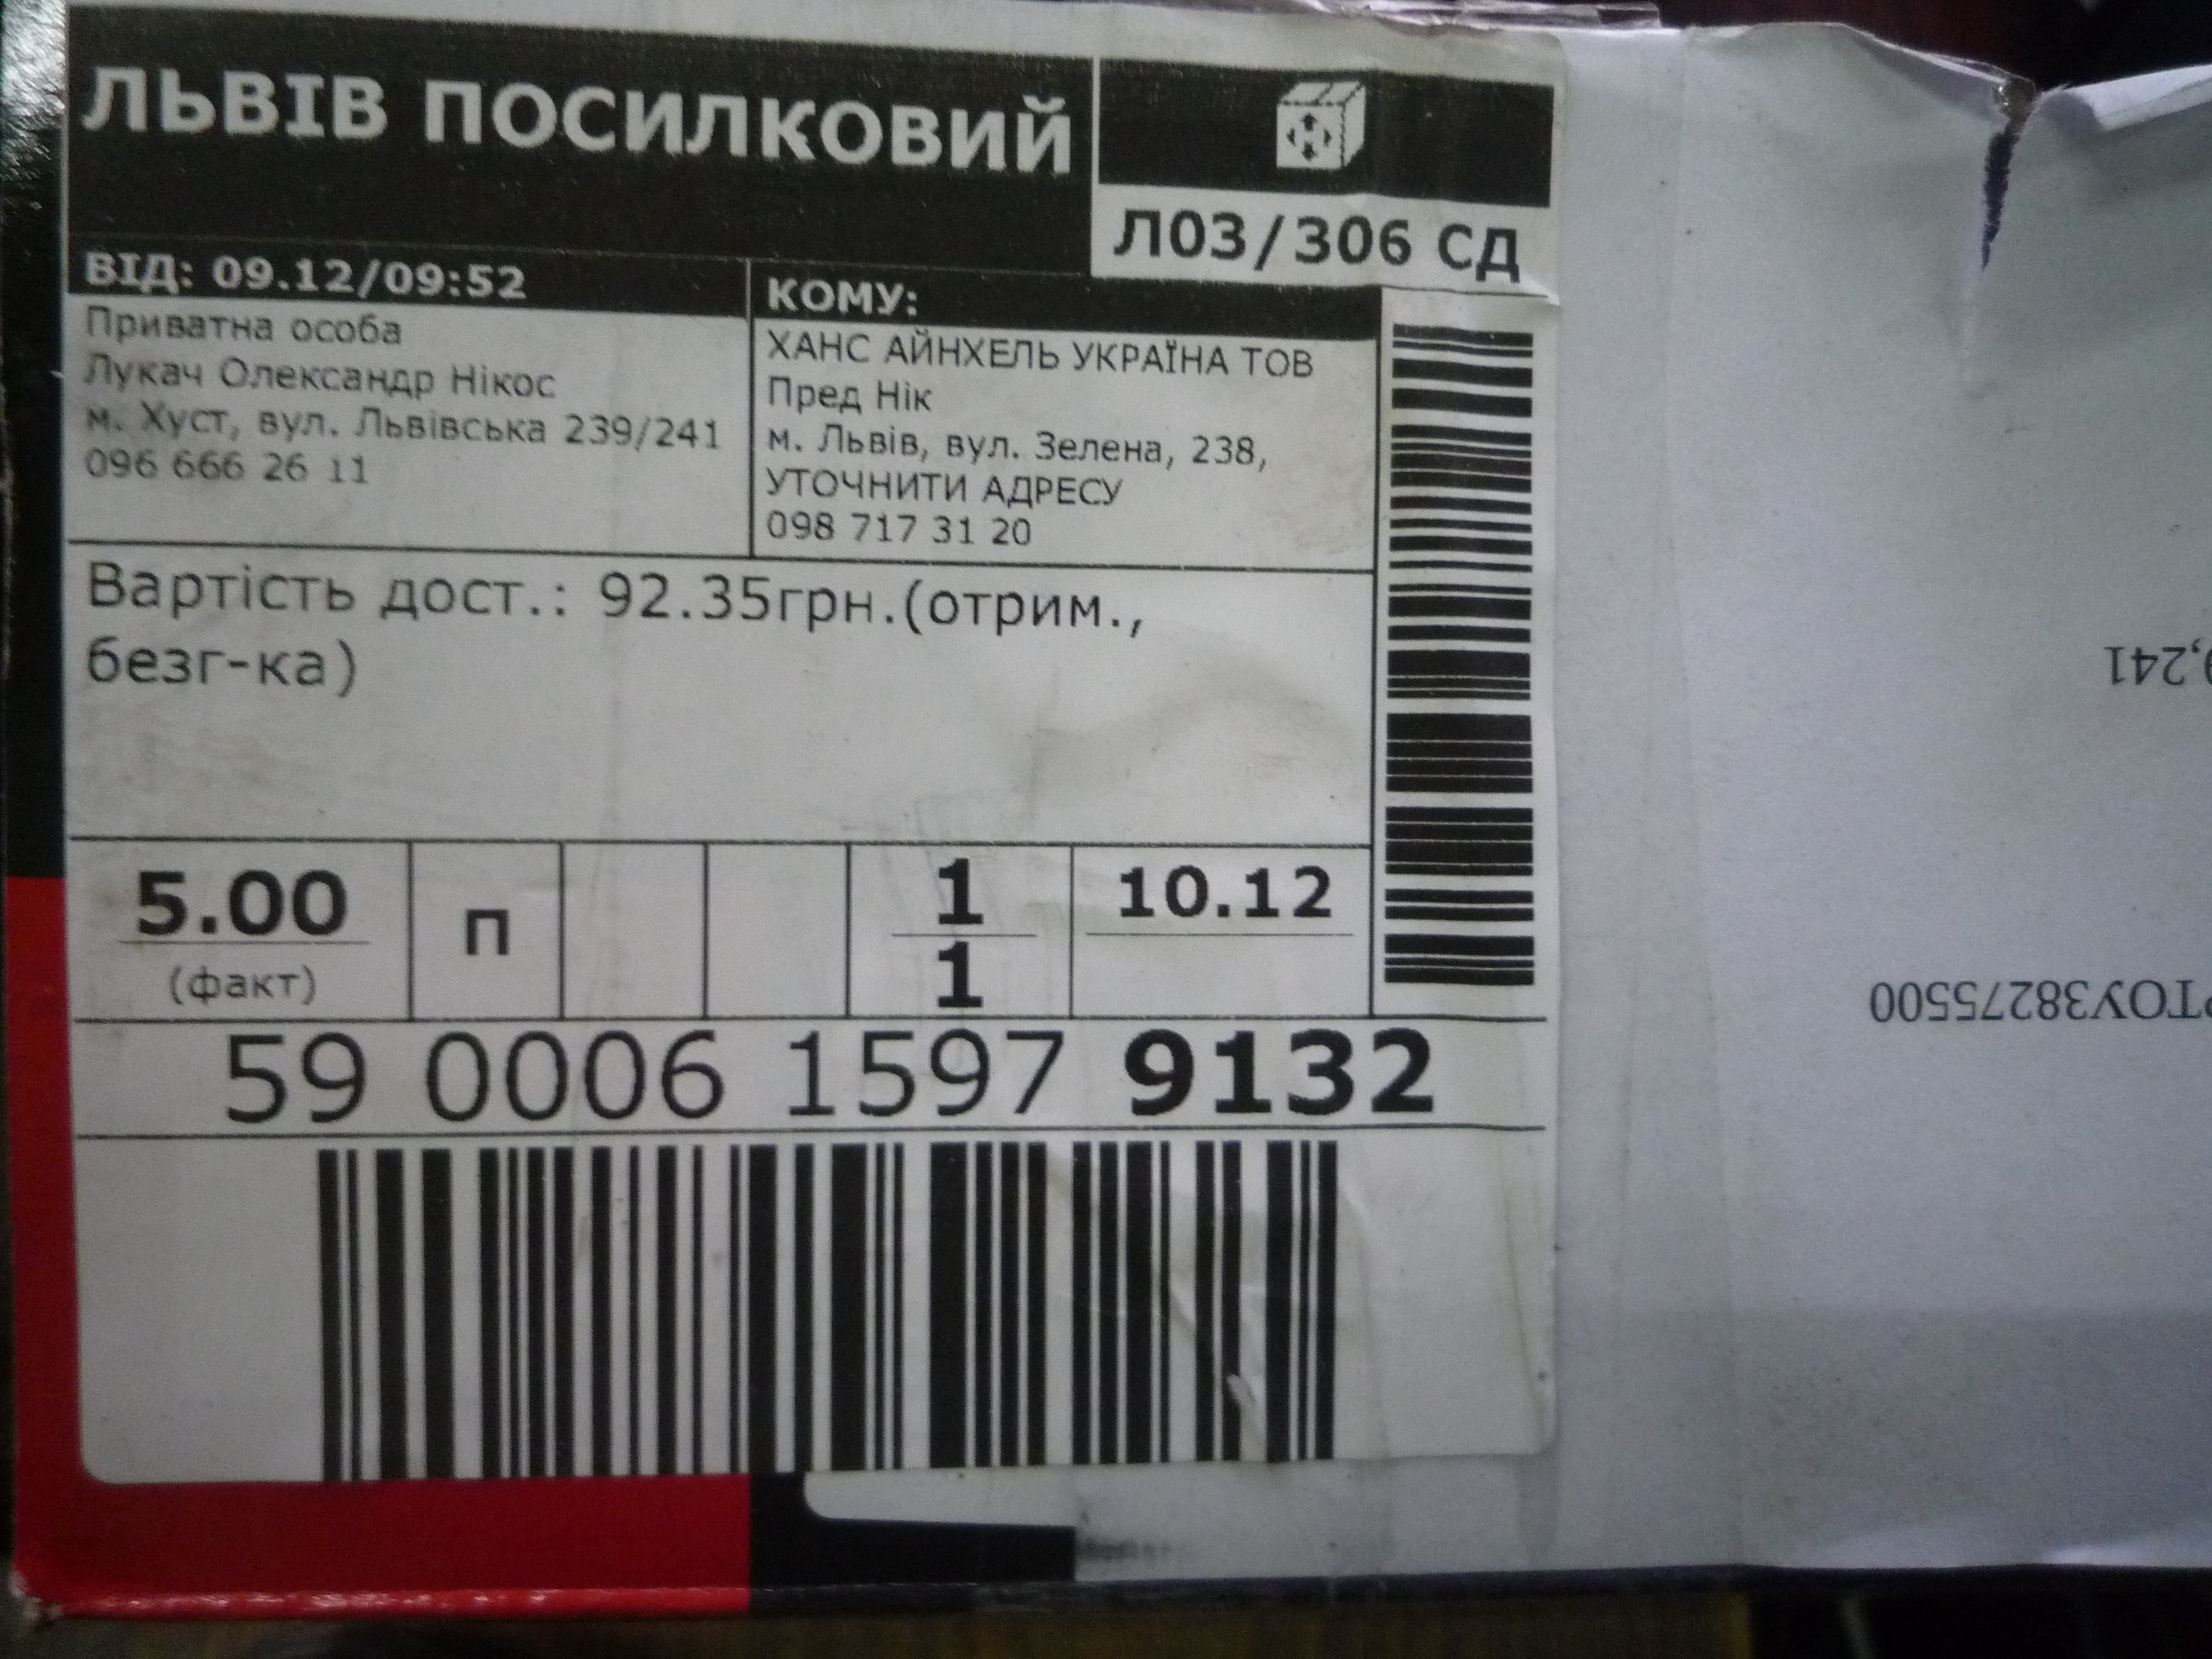 ЛЬВІВ ПОСИЛКОВИЙ
Н
Л03/306 СД
ВІД: 09.12/09:52
Приватна особа
Лукач Олександр Нікос
м. Хуст, вул. Львівська 239/241
096 666 26 11
КОМУ:
ХАНС АЙНХЕЛЬ УКРАЇНА ТОВ
Пред Нік
м. Львів, вул. Зелена, 238,
УТОЧНИТИ АДРЕСУ
098 717 31 20
Вартість дост.: 92.35грн.(отрим.,
безг-ка)
5.00
(факт)
п
1
1
10.12
59 0006 1597 9132
,241
РТОУ38275500